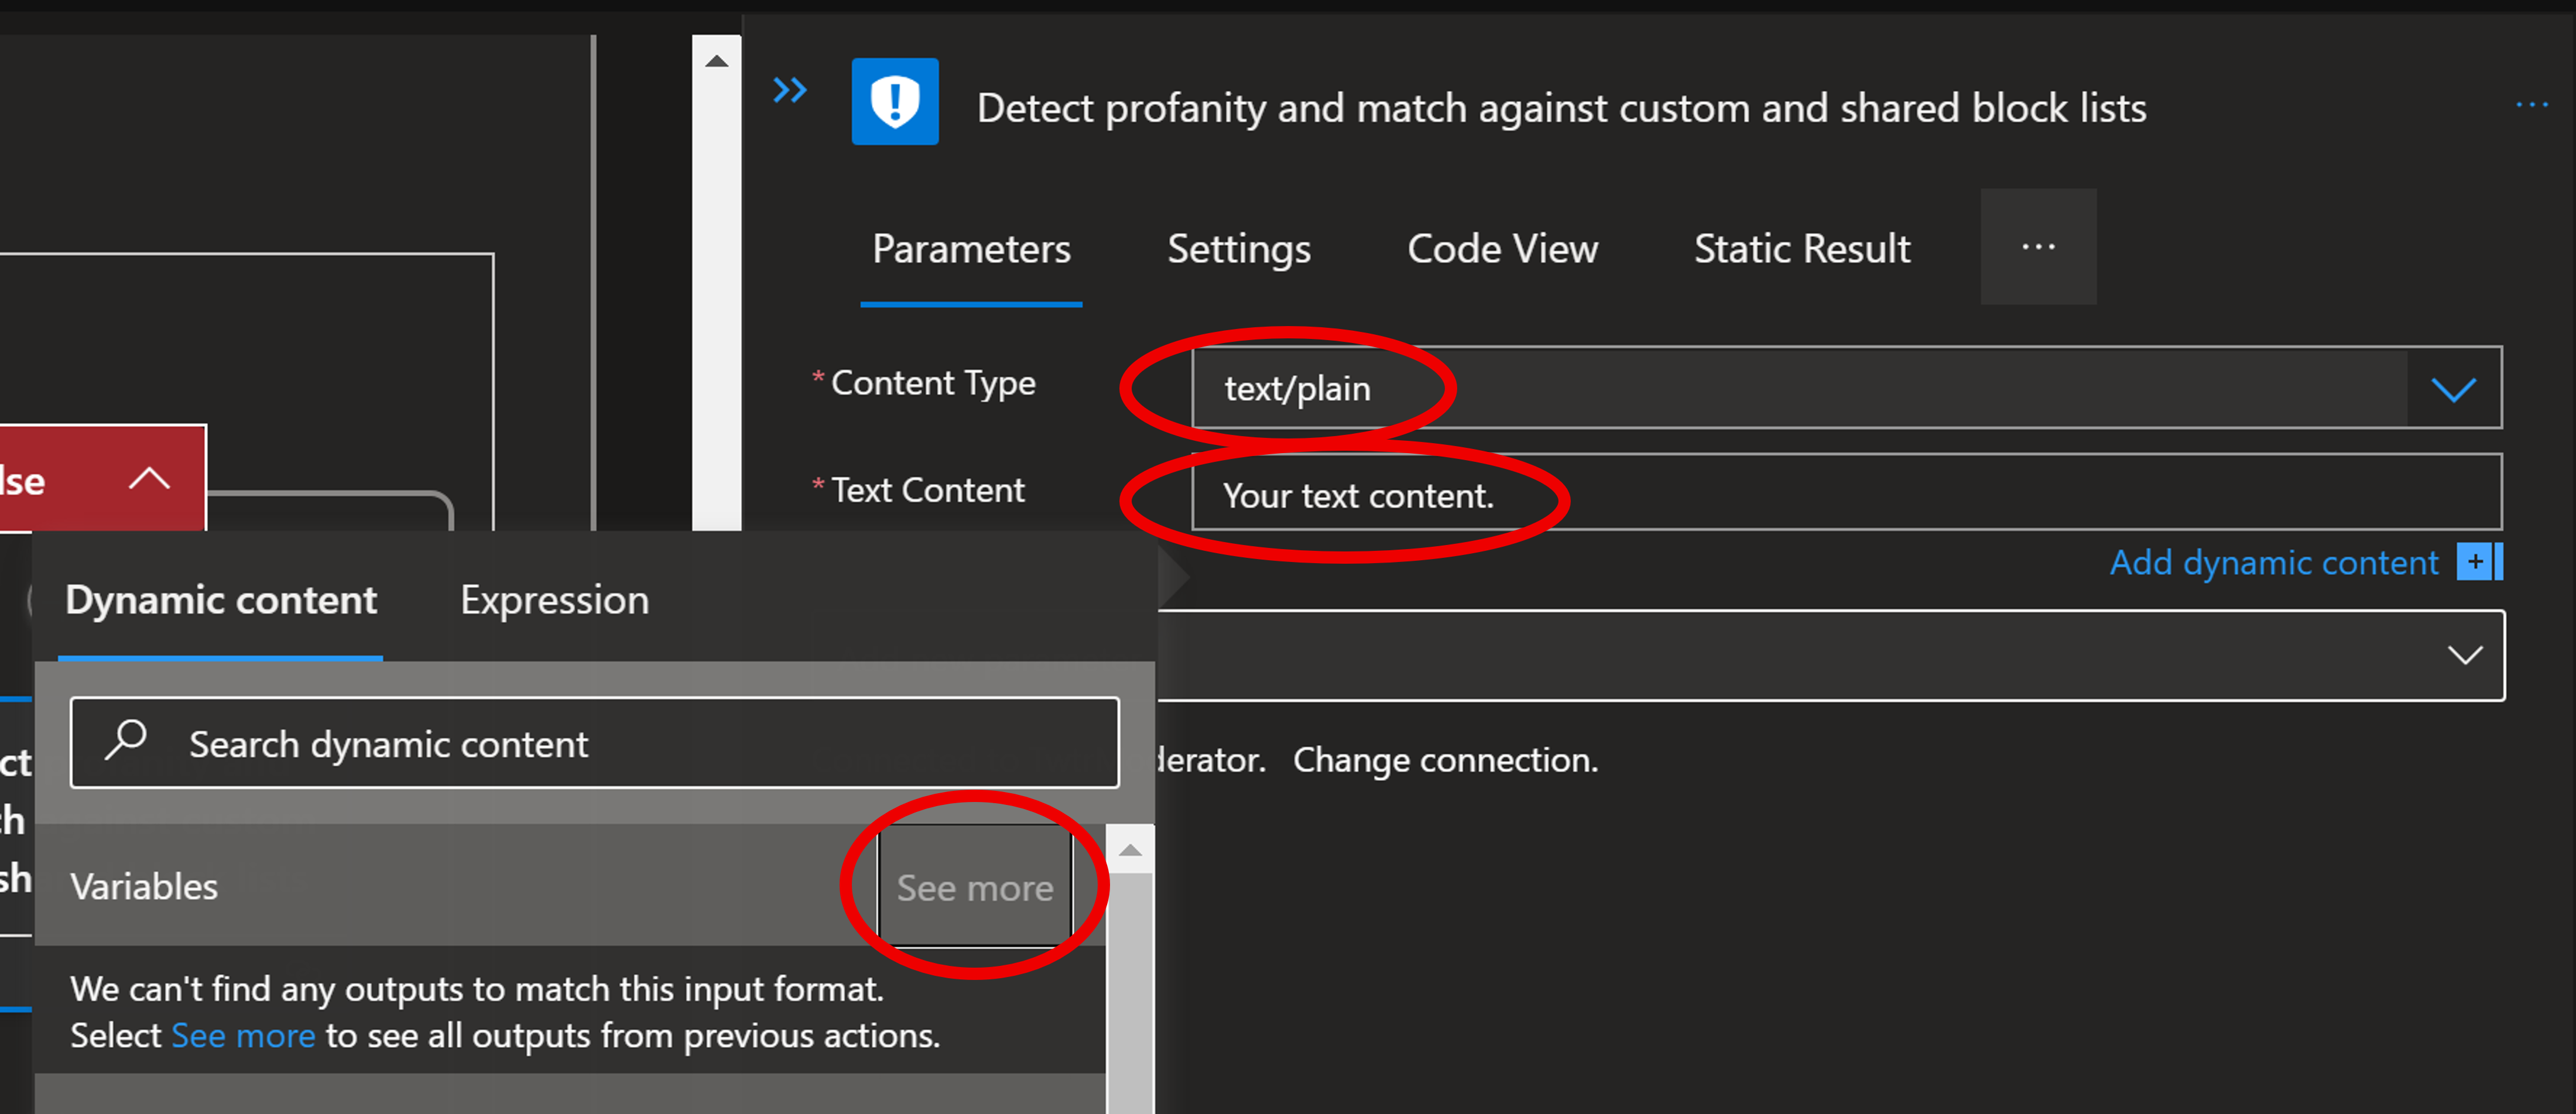 Detect profanity and match against custom and shared block lists
...
Parameters Settings Code View Static Result ...
* Content Type text/plain
* Text Content Your text content.
Add dynamic content
lse
Dynamic content Expression
Search dynamic content
Variables See more
We can't find any outputs to match this input format.
Select See more to see all outputs from previous actions.
derator. Change connection.
ct
ch
sh